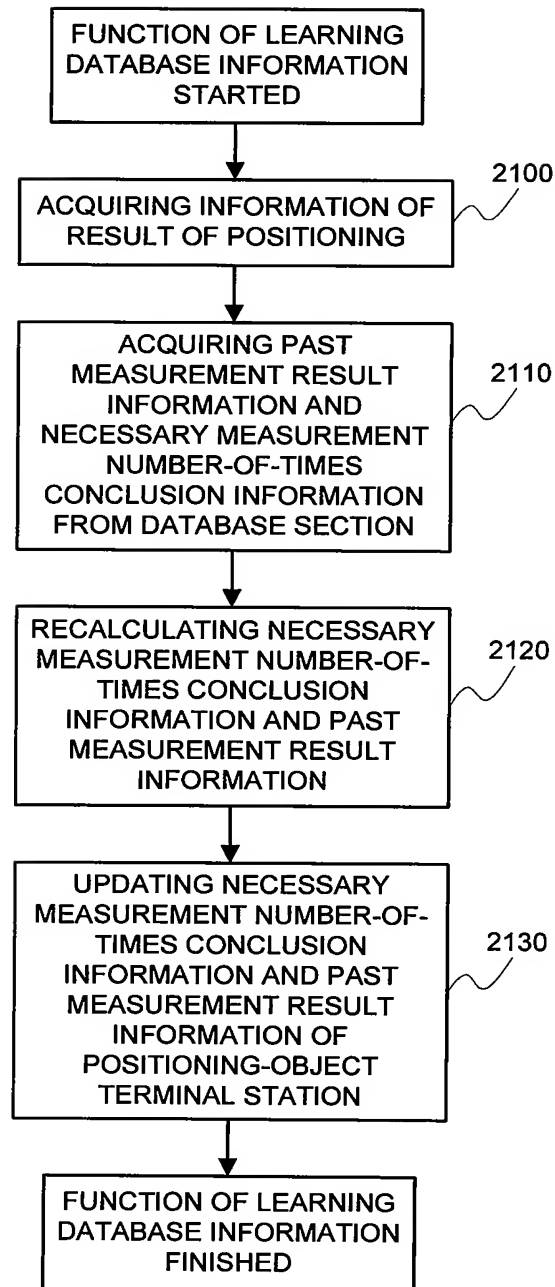 FUNCTION OF LEARNING
DATABASE INFORMATION
STARTED
2100
ACQUIRING INFORMATION OF
RESULT OF POSITIONING
2110
ACQUIRING PAST
MEASUREMENT RESULT
INFORMATION AND
NECESSARY MEASUREMENT
NUMBER-OF-TIMES
CONCLUSION INFORMATION
FROM DATABASE SECTION
2120
RECALCULATING NECESSARY
MEASUREMENT NUMBER-OF-
TIMES CONCLUSION
INFORMATION AND PAST
MEASUREMENT RESULT
INFORMATION
2130
UPDATING NECESSARY
MEASUREMENT NUMBER-OF-
TIMES CONCLUSION
INFORMATION AND PAST
MEASUREMENT RESULT
INFORMATION OF
POSITIONING-OBJECT
TERMINAL STATION
FUNCTION OF LEARNING
DATABASE INFORMATION
FINISHED